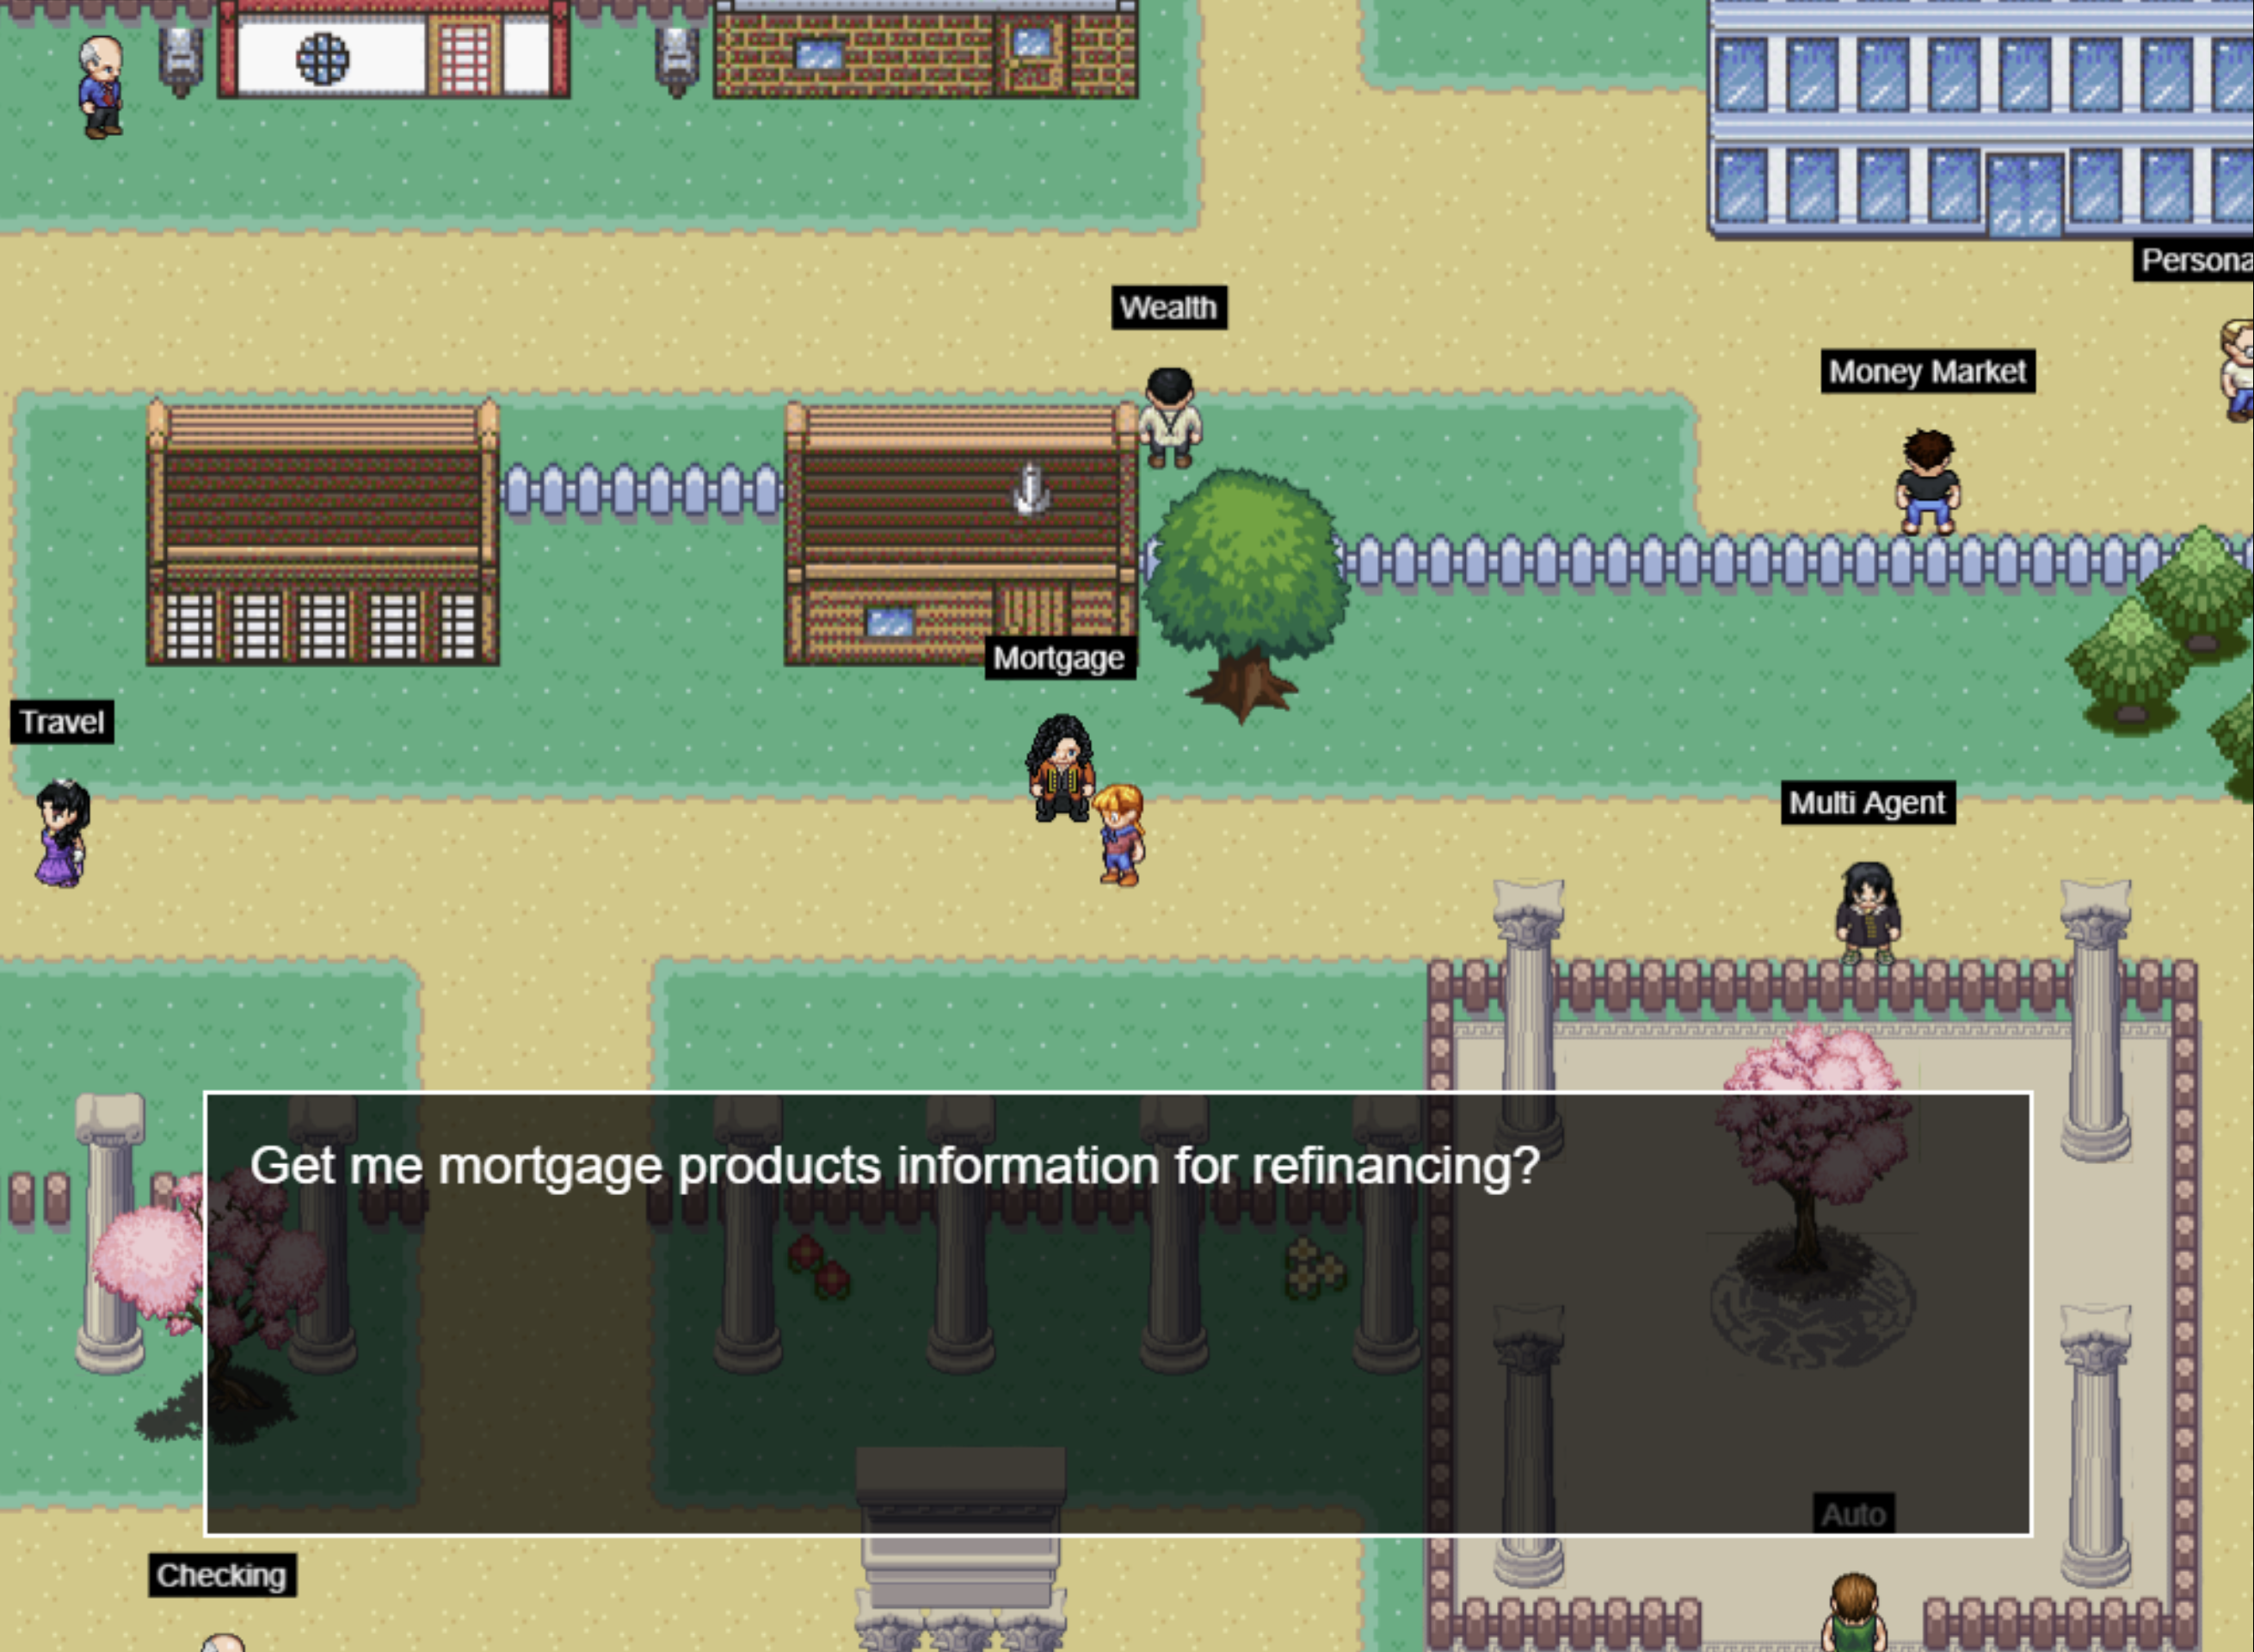 Persona
Wealth
Money Market
Mortgage
Travel
Multi Agent
Get me mortgage products information for refinancing?
Auto
Checking